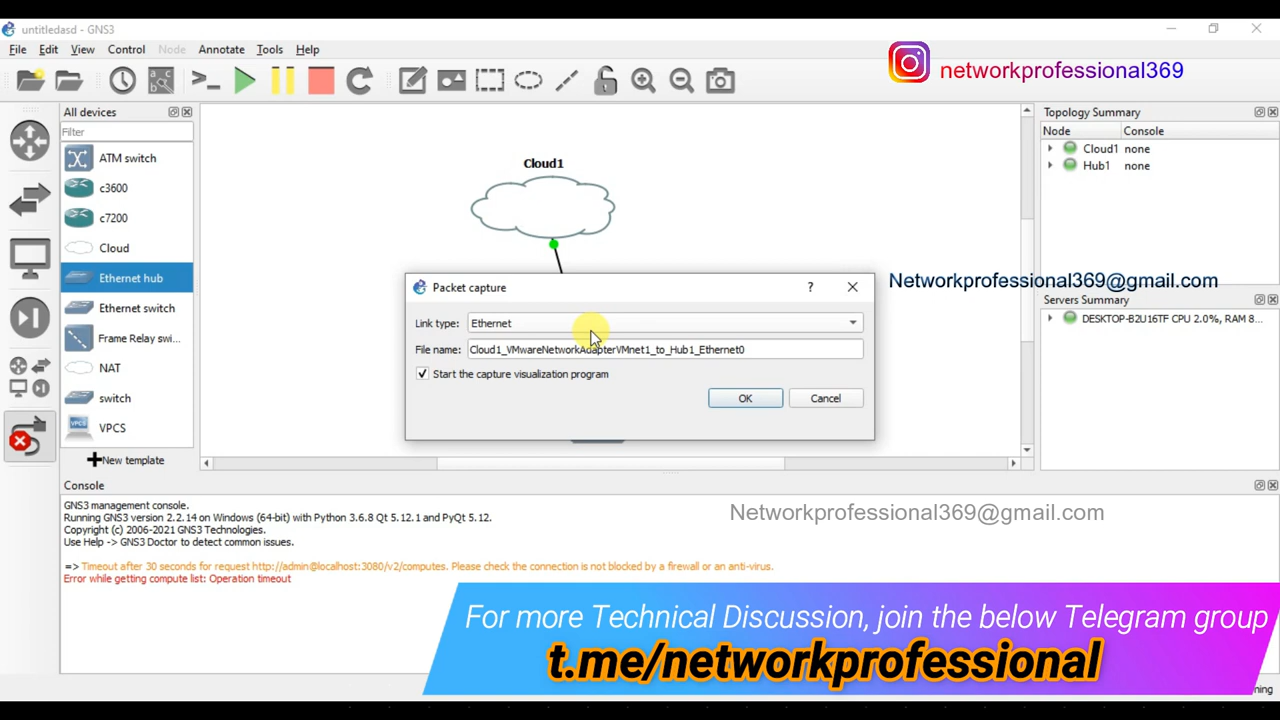 untitledasd - GNS3
File Edit View Control Node Annotate Tools Help
networkprofessional369
All devices
Filter
ATM switch
c3600
c7200
Cloud
Ethernet hub
Ethernet switch
Frame Relay swi...
NAT
switch
VPCS
New template
Cloud1
Packet capture
Link type: Ethernet
File name: Cloud1_VMwareNetworkAdapterVMnet1_to_Hub1_Ethernet0
Start the capture visualization program
OK Cancel
Topology Summary
Node Console
Cloud1 none
Hub1 none
Networkprofessional369@gmail.com
Servers Summary
DESKTOP-B2U16TF CPU 2.0%, RAM 8...
Console
GNS3 management console.
Running GNS3 version 2.2.14 on Windows (64-bit) with Python 3.6.8 Qt 5.12.1 and PyQt 5.12.
Copyright (c) 2006-2021 GNS3 Technologies.
Use Help -> GNS3 Doctor to detect common issues.
=> Timeout after 30 seconds for request http://admin@localhost:3080/v2/computes. Please check the connection is not blocked by a firewall or an anti-virus.
Error while getting compute list: Operation timeout
Networkprofessional369@gmail.com
For more Technical Discussion, join the below Telegram group
t.me/networkprofessional